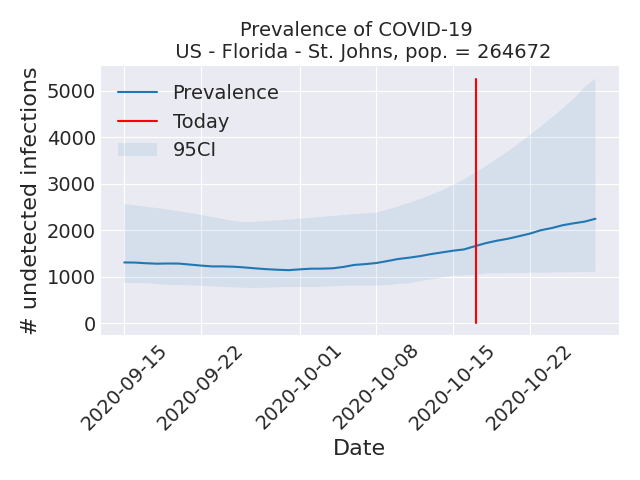 Prevalence of COVID-19
US - Florida - St. Johns, pop. = 264672
# undetected infections
5000
4000
3000
2000
1000
0
Prevalence
Today
95CI
2020-09-15
2020-09-22
2020-10-01
2020-10-08
2020-10-15
2020-10-22
Date